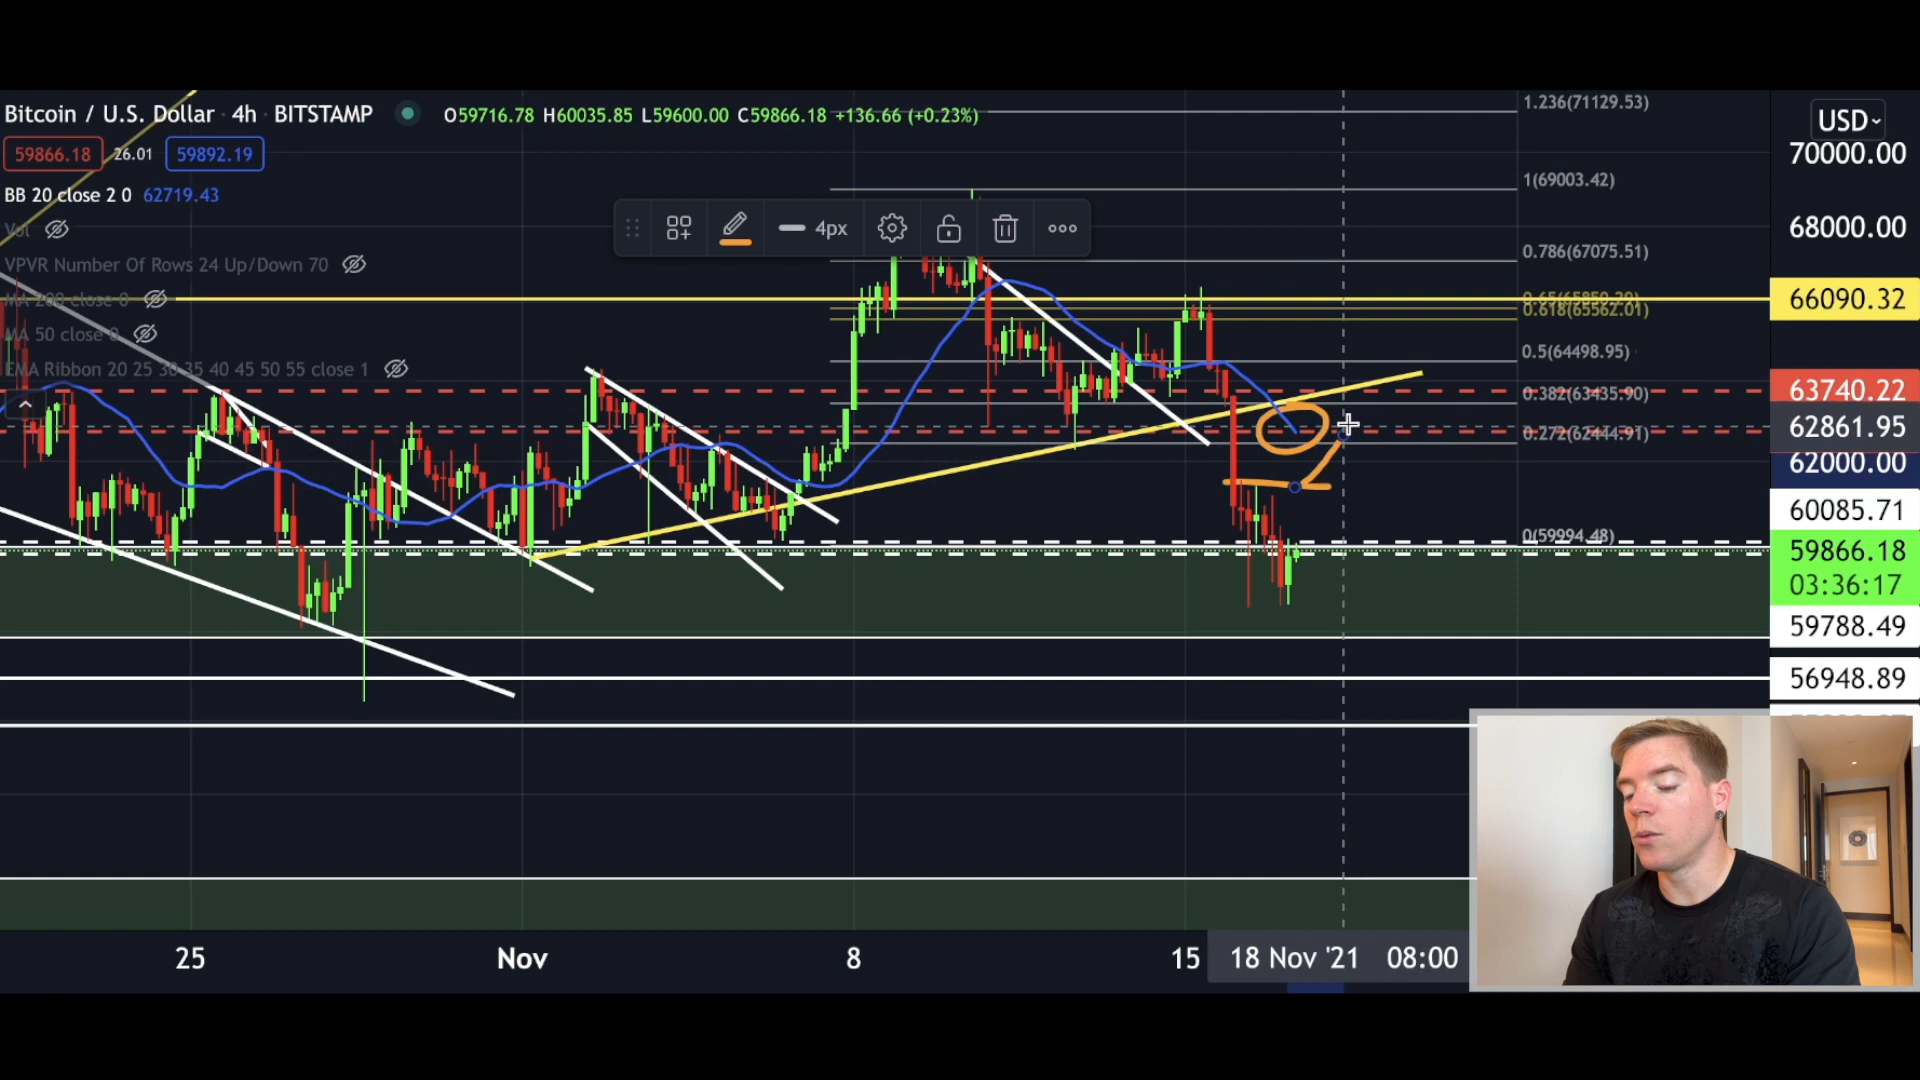 Bitcoin / U.S. Dollar 4h BITSTAMP O59716.78 H60035.85 L59600.00 C59866.18 +136.66 (+0.23%)
59866.18 26.01 59892.19
BB 20 close 2 0 62719.43
Vol
VPVR Number Of Rows 24 Up/Down 70
MA 200 close 0
MA 50 close 0
EMA Ribbon 20 25 30 35 40 45 50 55 close 1
4px
1.236(71129.53)
1(69003.42)
0.786(67075.51)
0.618(65562.01)
0.5(64498.95)
0.382(63435.90)
0.272(62444.91)
0(59994.48)
USD
70000.00
68000.00
66090.32
63740.22
62861.95
62000.00
60085.71
59866.18
03:36:17
59788.49
56948.89
25 Nov 8 15 18 Nov '21 08:00